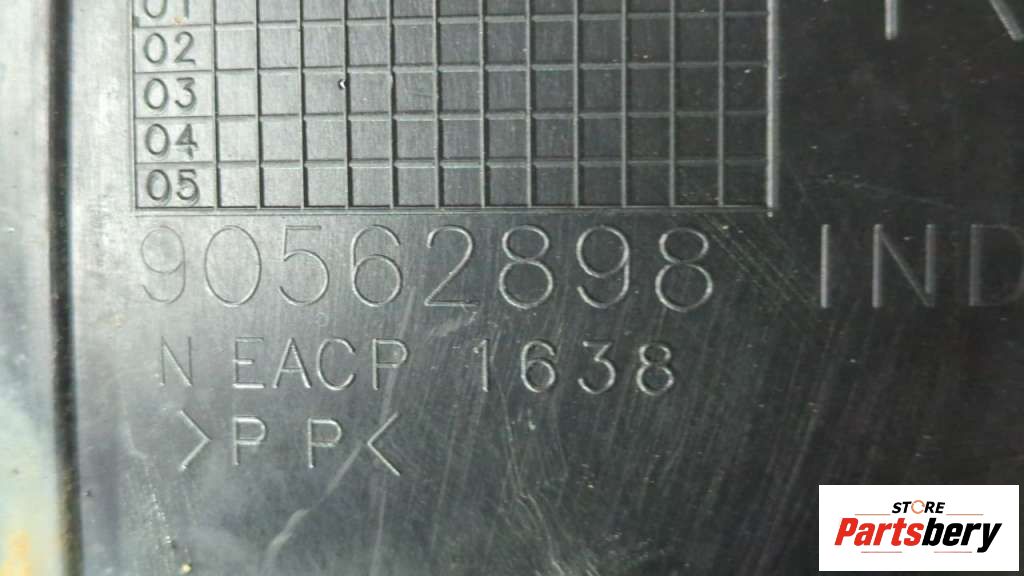 01
02
03
04
05
90562898 IND
N EACP 1638
>PP<
STORE
Partsbery